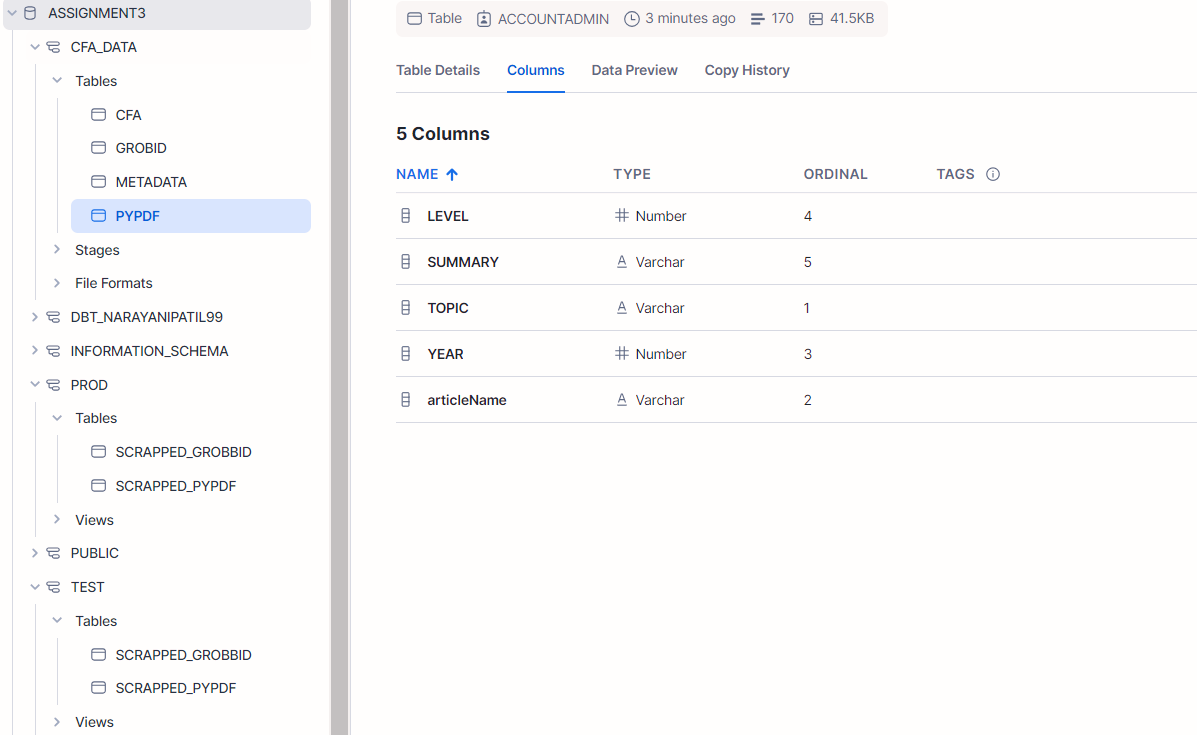 ASSIGNMENT3
CFA_DATA
Tables
CFA
GROBID
METADATA
PYPDF
Stages
File Formats
DBT_NARAYANIPATIL99
INFORMATION_SCHEMA
PROD
Tables
SCRAPPED_GROBBID
SCRAPPED_PYPDF
Views
PUBLIC
TEST
Tables
SCRAPPED_GROBBID
SCRAPPED_PYPDF
Views
Table ACCOUNTADMIN 3 minutes ago 170 41.5KB
Table Details Columns Data Preview Copy History
5 Columns
NAME TYPE ORDINAL TAGS
LEVEL Number 4
SUMMARY Varchar 5
TOPIC Varchar 1
YEAR Number 3
articleName Varchar 2